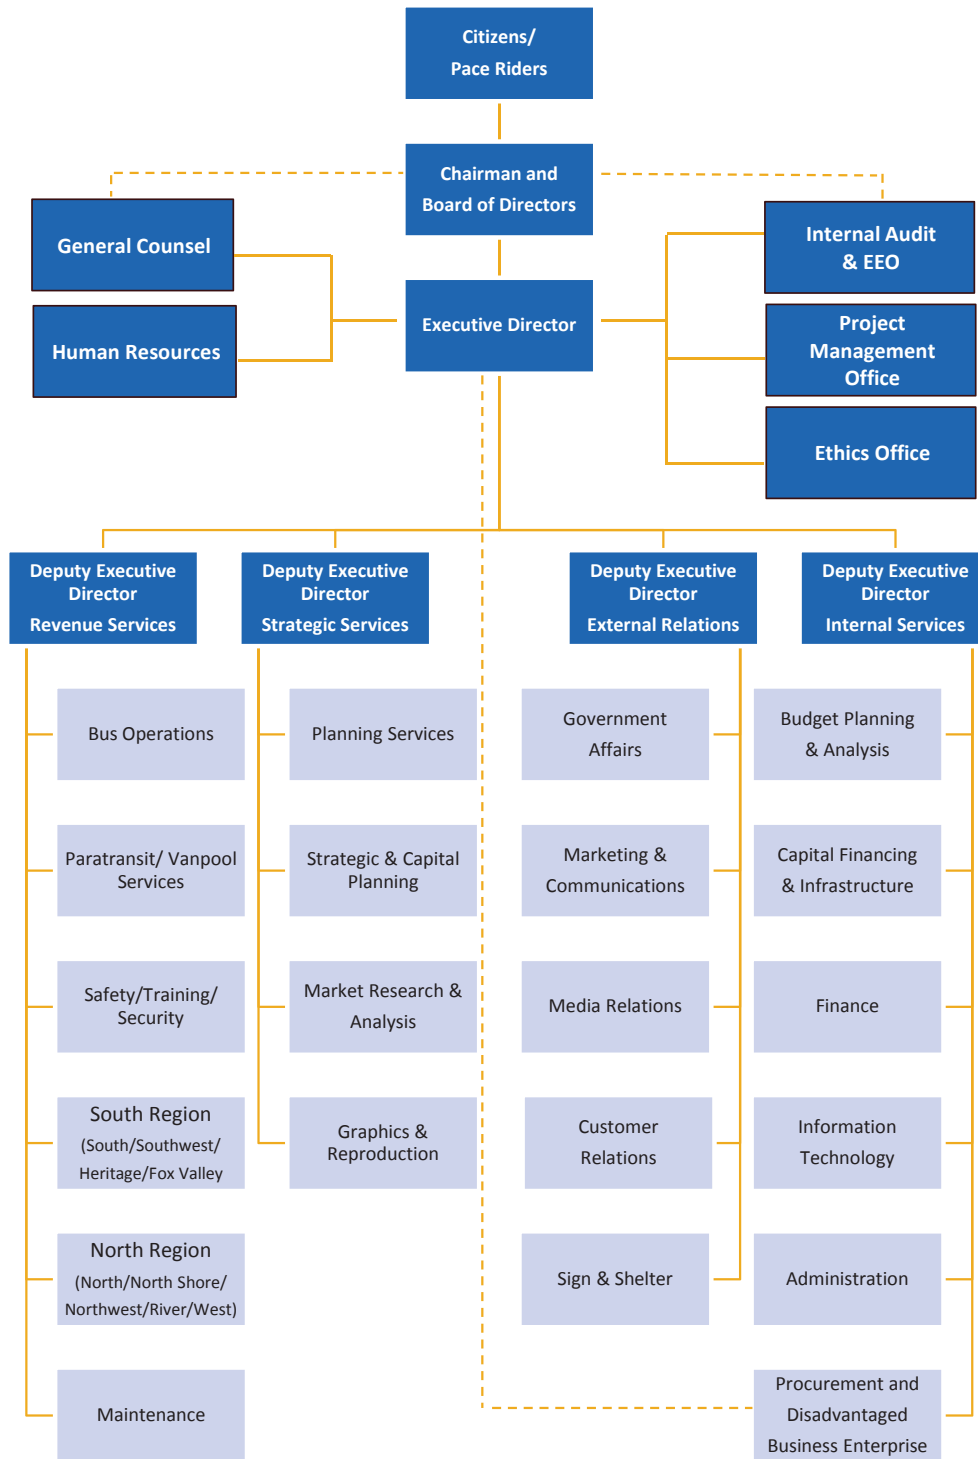 Citizens/
Pace Riders
Chairman and
Board of Directors
General Counsel
Internal Audit
& EEO
Executive Director
Human Resources
Project
Management
Office
Ethics Office
Deputy Executive
Director
Revenue Services
Deputy Executive
Director
Strategic Services
Deputy Executive
Director
External Relations
Deputy Executive
Director
Internal Services
Bus Operations
Planning Services
Government
Affairs
Budget Planning
& Analysis
Paratransit/ Vanpool
Services
Strategic & Capital
Planning
Marketing &
Communications
Capital Financing
& Infrastructure
Safety/Training/
Security
Market Research &
Analysis
Media Relations
Finance
South Region
(South/Southwest/
Heritage/Fox Valley
Graphics &
Reproduction
Customer
Relations
Information
Technology
North Region
(North/North Shore/
Northwest/River/West)
Sign & Shelter
Administration
Maintenance
Procurement and
Disadvantaged
Business Enterprise